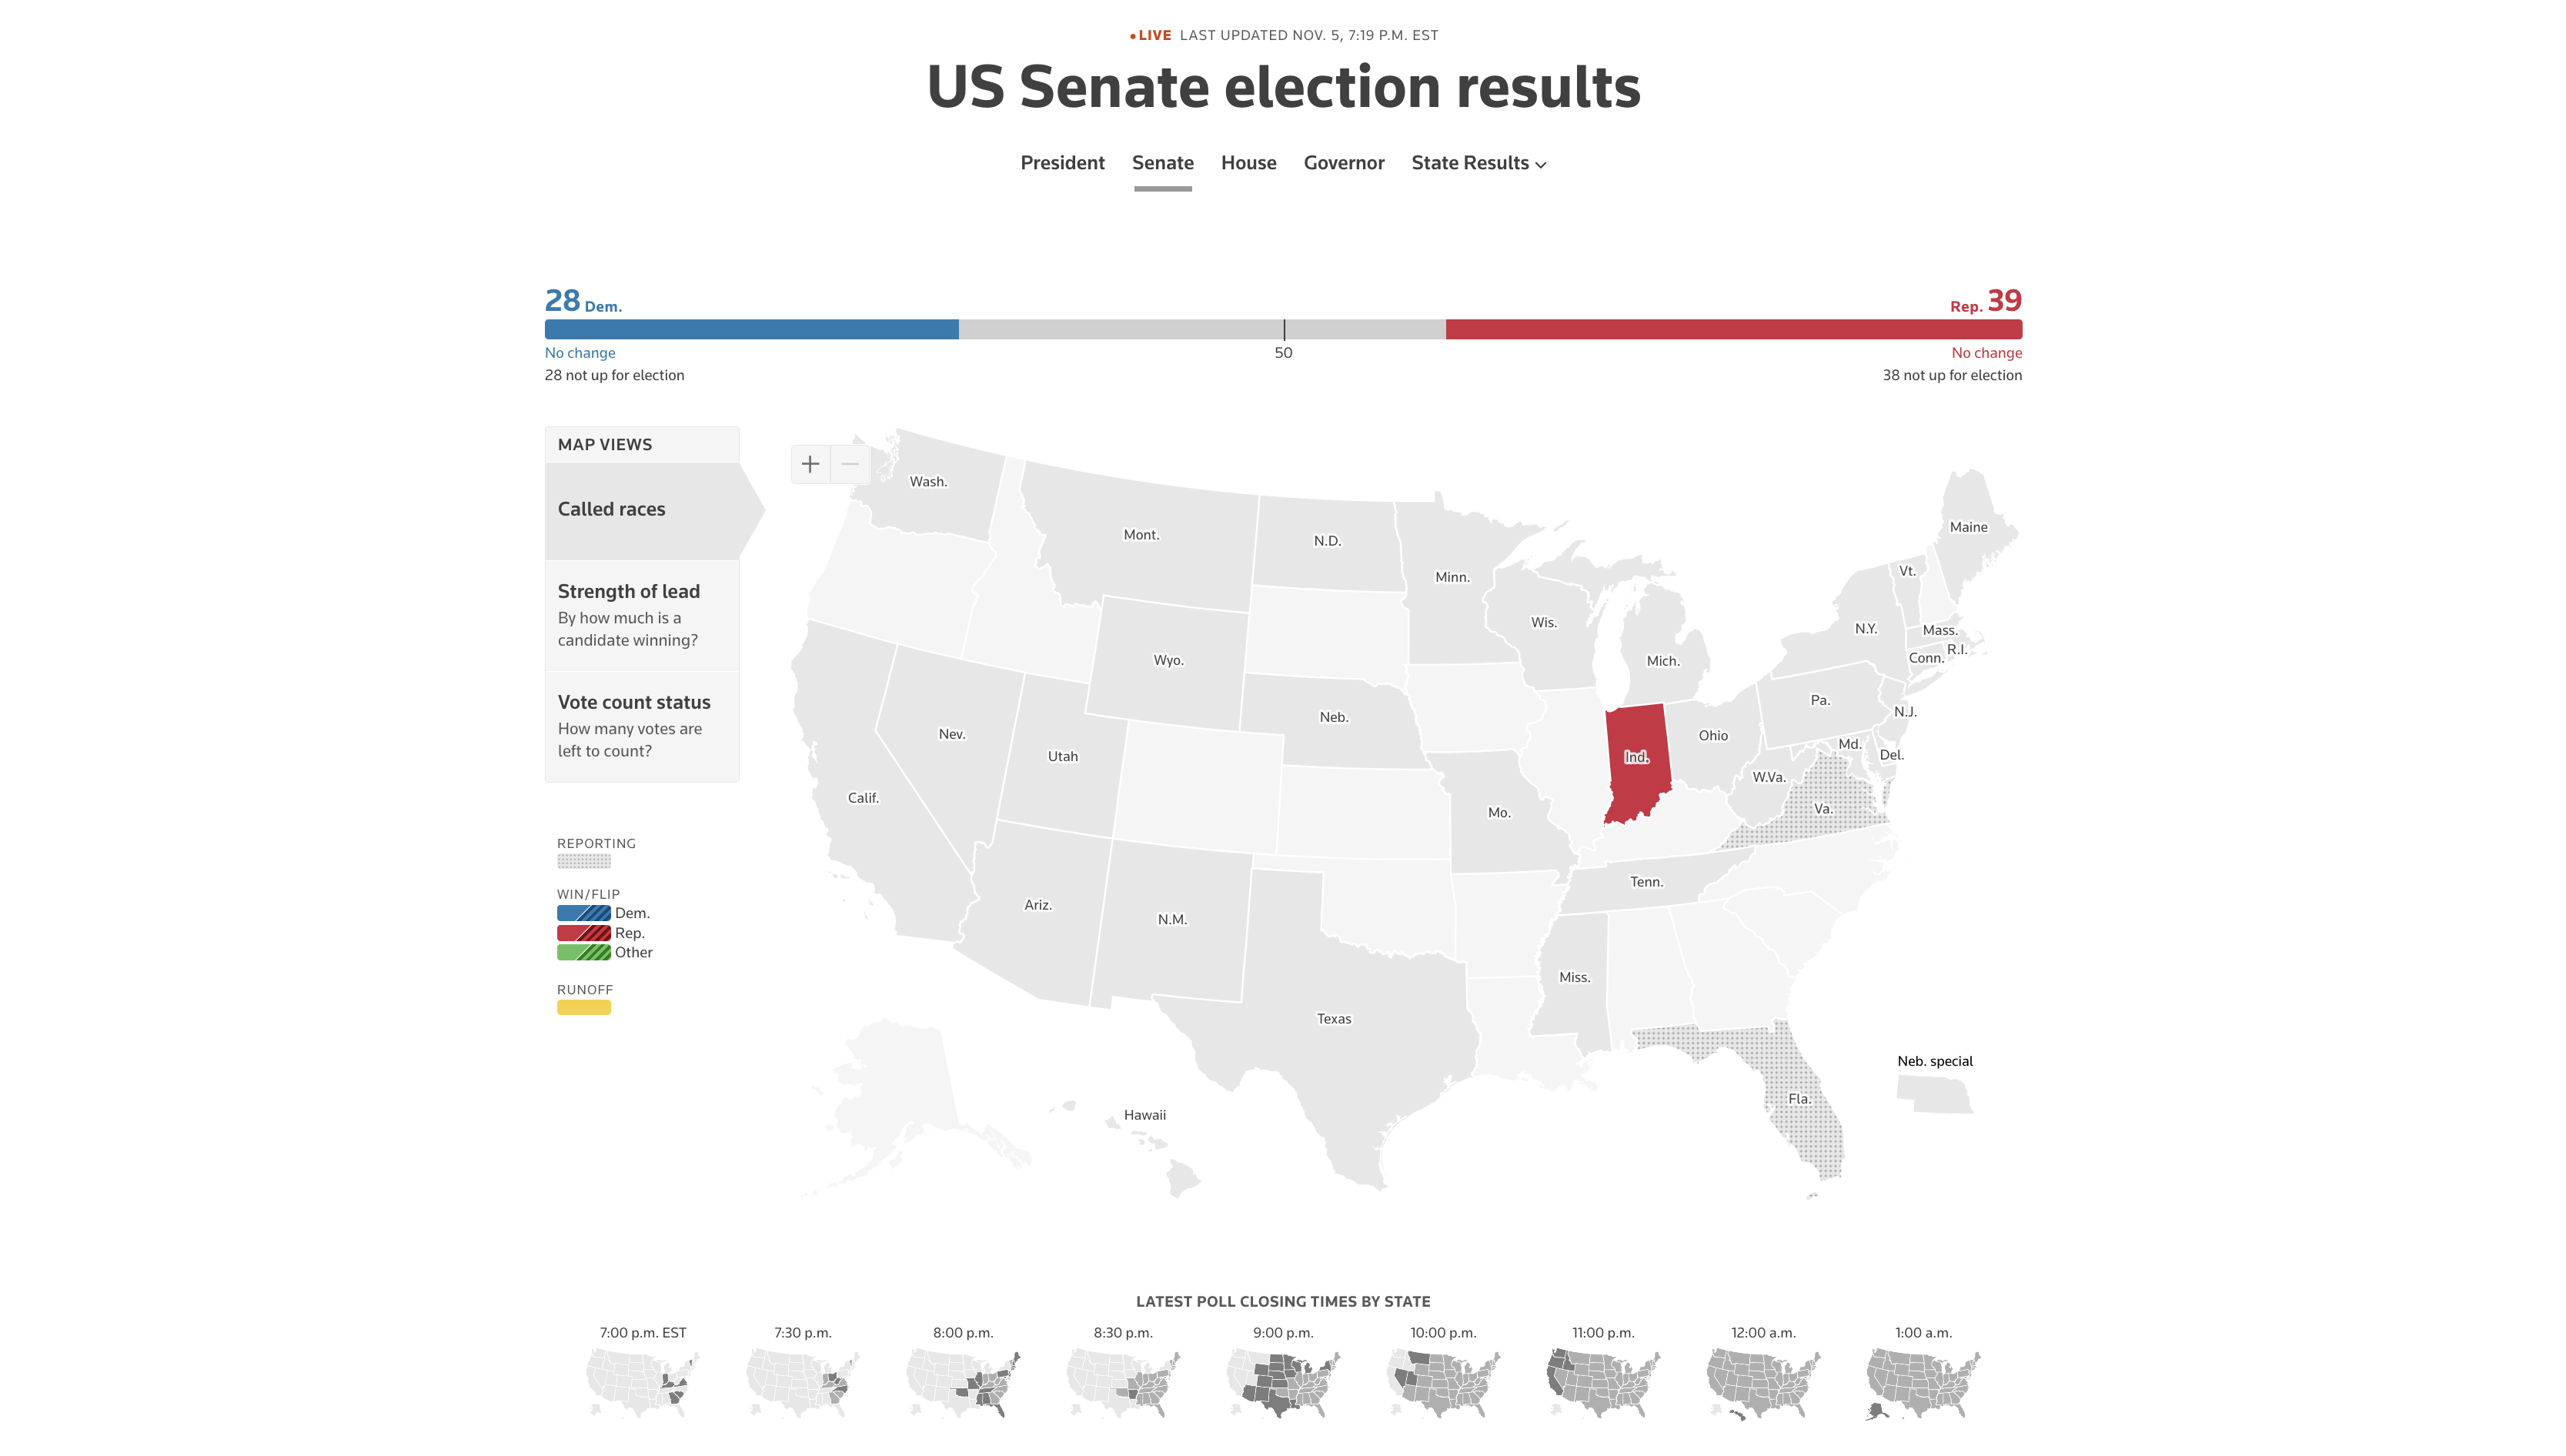 LIVE LAST UPDATED NOV. 5, 7:19 P.M. EST
US Senate election results
President Senate House Governor State Results
28 Dem.
Rep. 39
No change
50
No change
28 not up for election
38 not up for election
MAP VIEWS
Called races
Strength of lead
By how much is a
candidate winning?
Vote count status
How many votes are
left to count?
REPORTING
WIN/FLIP
Dem.
Rep.
Other
RUNOFF
+ −
Wash.
Mont.
N.D.
Minn.
Maine
Vt.
Wis.
N.Y.
Mass.
R.I.
Conn.
Wyo.
Mich.
Pa.
N.J.
Neb.
Nev.
Ohio
Md.
Del.
Utah
Ind.
W.Va.
Calif.
Mo.
Va.
Tenn.
Ariz.
N.M.
Miss.
Texas
Neb. special
Fla.
Hawaii
LATEST POLL CLOSING TIMES BY STATE
7:00 p.m. EST 7:30 p.m. 8:00 p.m. 8:30 p.m. 9:00 p.m. 10:00 p.m. 11:00 p.m. 12:00 a.m. 1:00 a.m.